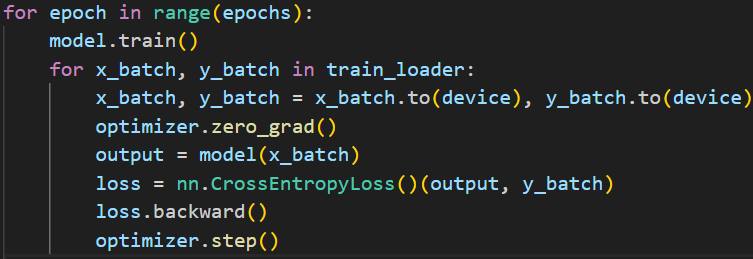 for epoch in range(epochs):
    model.train()
    for x_batch, y_batch in train_loader:
        x_batch, y_batch = x_batch.to(device), y_batch.to(device)
        optimizer.zero_grad()
        output = model(x_batch)
        loss = nn.CrossEntropyLoss()(output, y_batch)
        loss.backward()
        optimizer.step()